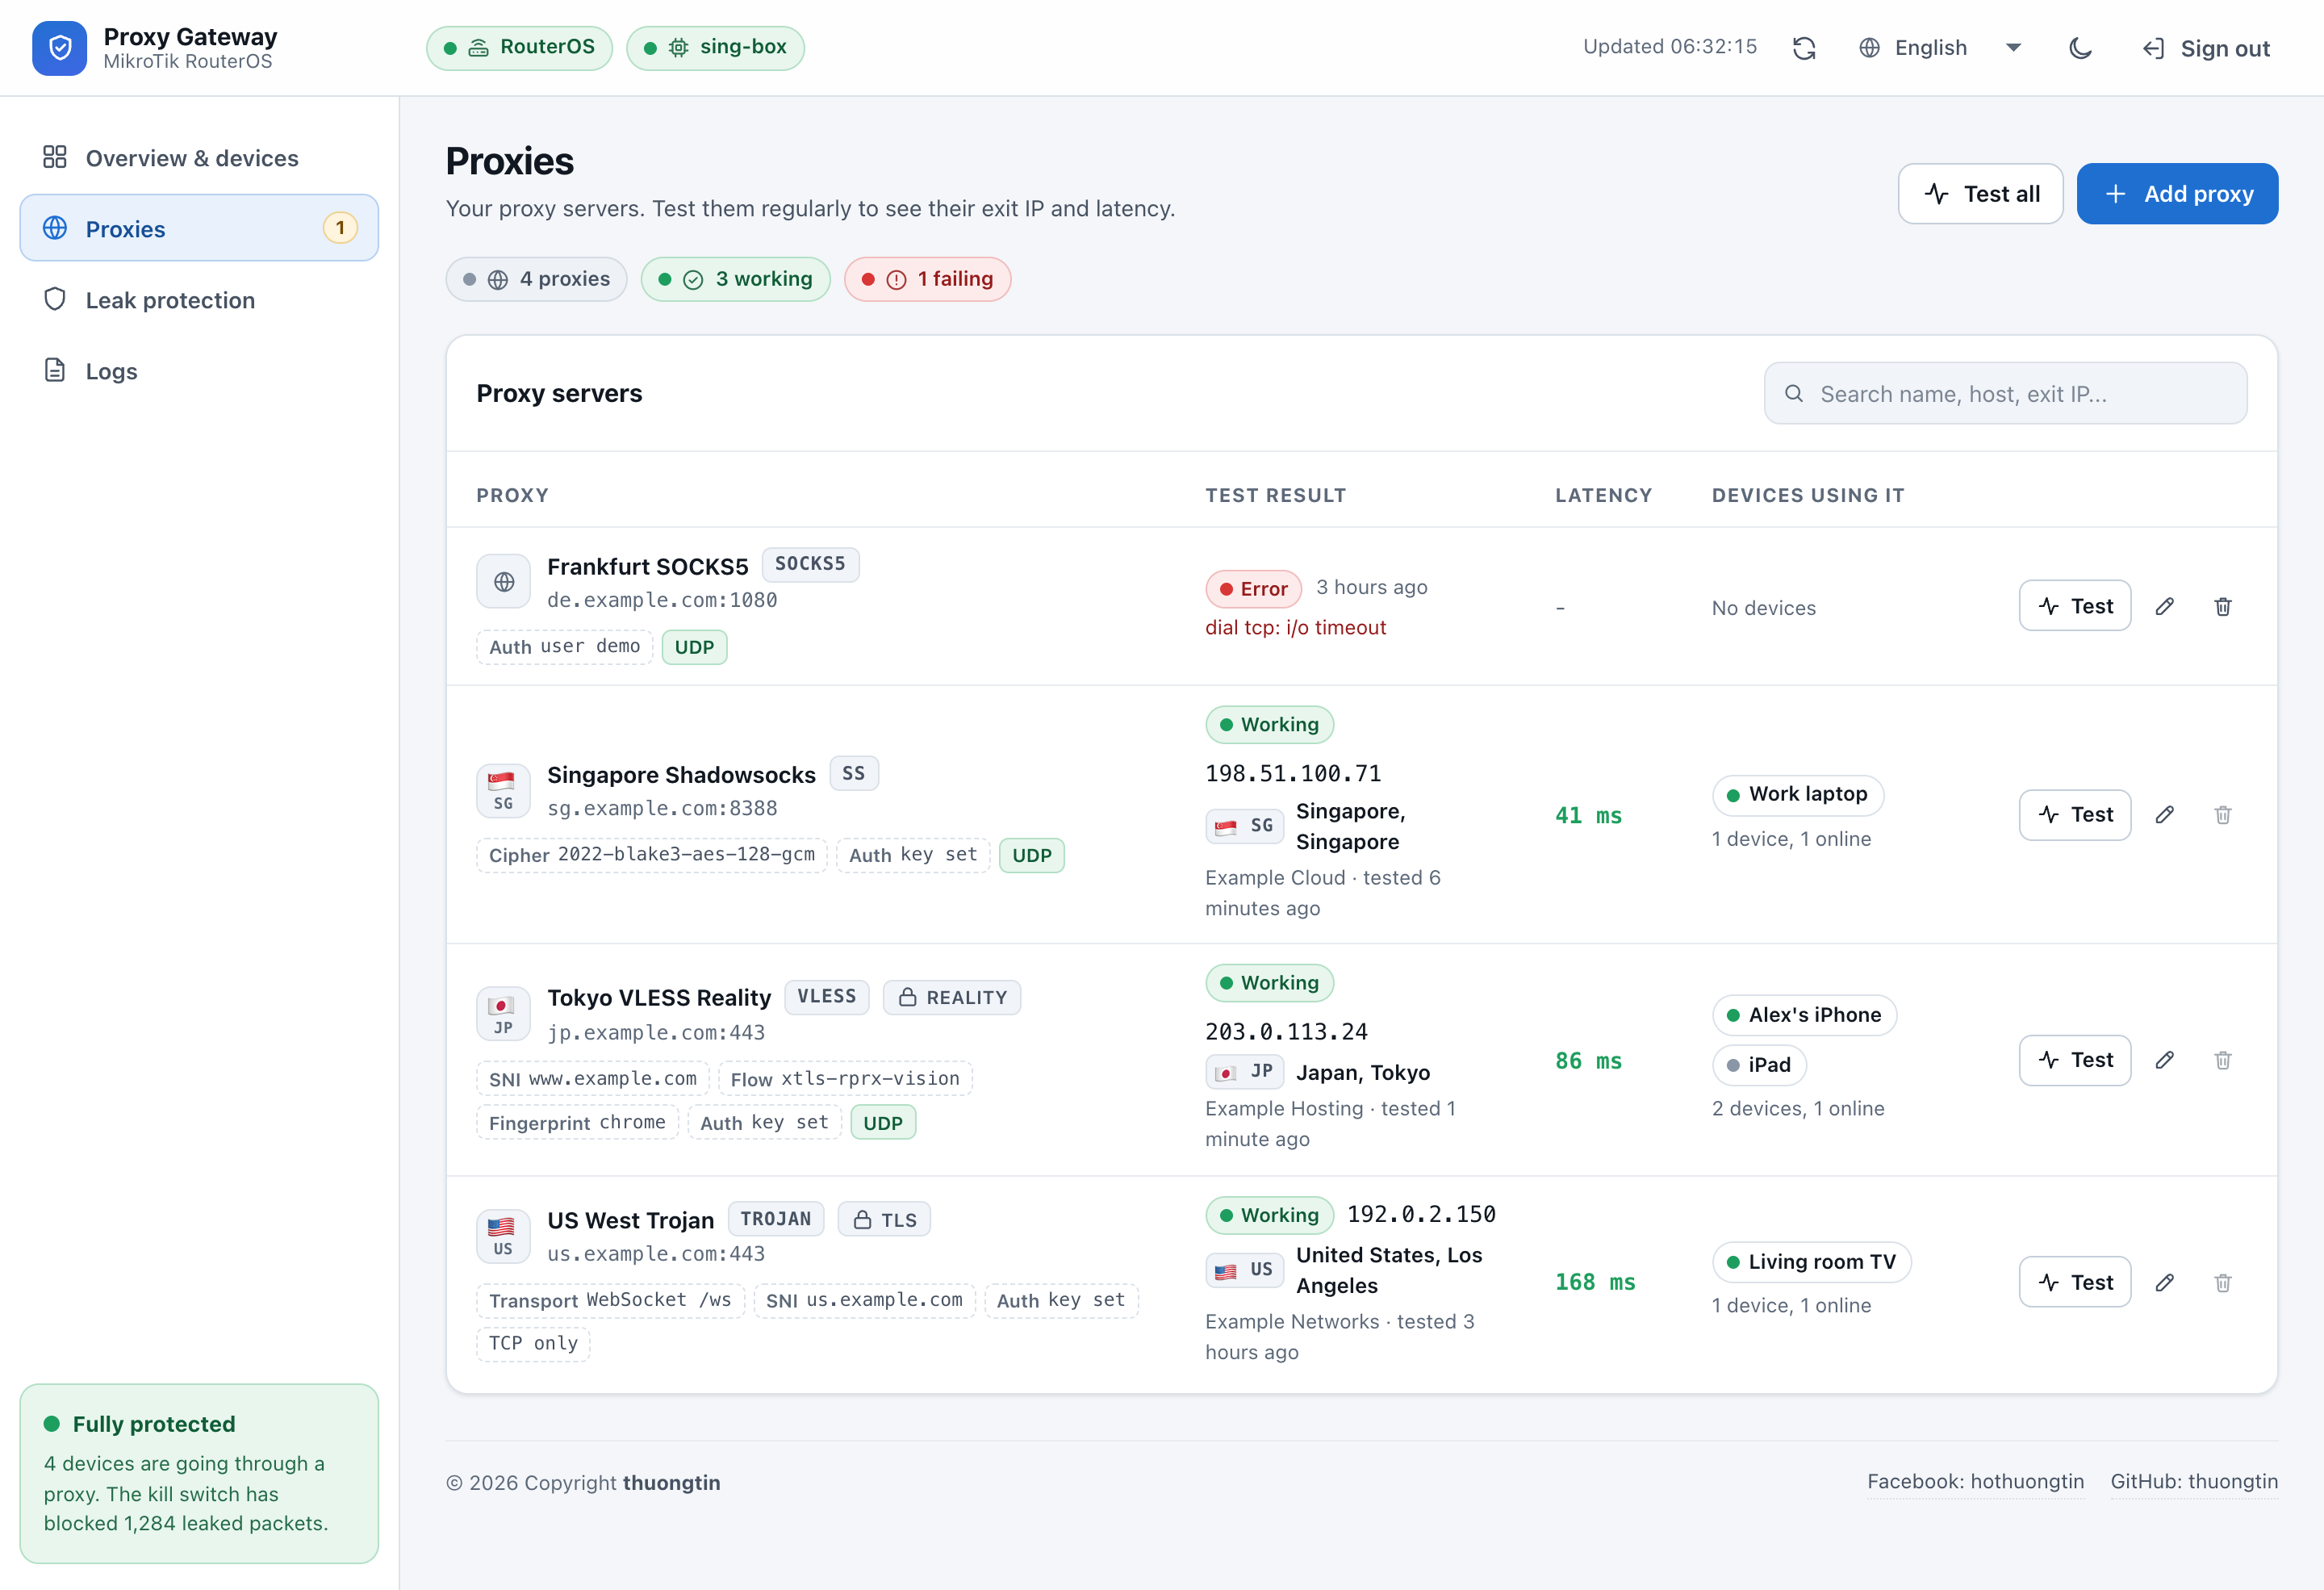 Proxy Gateway
MikroTik RouterOS
RouterOS
sing-box
Updated 06:32:15
English
Sign out
Overview & devices
Proxies
1
Leak protection
Logs
Fully protected
4 devices are going through a
proxy. The kill switch has
blocked 1,284 leaked packets.
Proxies
Your proxy servers. Test them regularly to see their exit IP and latency.
Test all
Add proxy
4 proxies
3 working
1 failing
Proxy servers
Search name, host, exit IP...
PROXY
TEST RESULT
LATENCY
DEVICES USING IT
Frankfurt SOCKS5
SOCKS5
de.example.com:1080
Auth user demo
UDP
Error
3 hours ago
dial tcp: i/o timeout
-
No devices
Test
SG
Singapore Shadowsocks
SS
sg.example.com:8388
Cipher 2022-blake3-aes-128-gcm
Auth key set
UDP
Working
198.51.100.71
SG
Singapore,
Singapore
Example Cloud · tested 6
minutes ago
41 ms
Work laptop
1 device, 1 online
Test
JP
Tokyo VLESS Reality
VLESS
REALITY
jp.example.com:443
SNI www.example.com
Flow xtls-rprx-vision
Fingerprint chrome
Auth key set
UDP
Working
203.0.113.24
JP
Japan, Tokyo
Example Hosting · tested 1
minute ago
86 ms
Alex's iPhone
iPad
2 devices, 1 online
Test
US
US West Trojan
TROJAN
TLS
us.example.com:443
Transport WebSocket /ws
SNI us.example.com
Auth key set
TCP only
Working
192.0.2.150
US
United States, Los
Angeles
Example Networks · tested 3
hours ago
168 ms
Living room TV
1 device, 1 online
Test
© 2026 Copyright thuongtin
Facebook: hothuongtin
GitHub: thuongtin